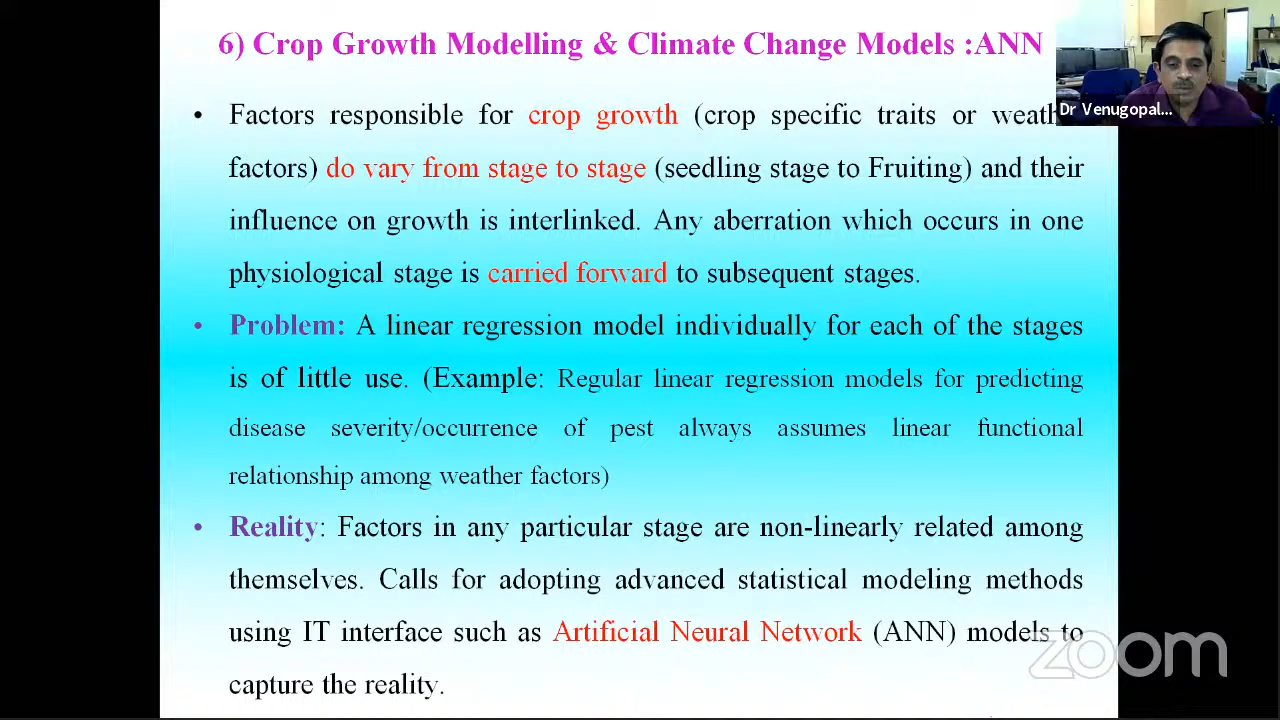 6) Crop Growth Modelling & Climate Change Models :ANN
Dr Venugopal...
• Factors responsible for crop growth (crop specific traits or
factors) do vary from stage to stage (seedling stage to Fruiting) and their
influence on growth is interlinked. Any aberration which occurs in one
physiological stage is carried forward to subsequent stages.
• Problem: A linear regression model individually for each of the stages
is of little use. (Example: Regular linear regression models for predicting
disease severity/occurrence of pest always assumes linear functional
relationship among weather factors)
• Reality: Factors in any particular stage are non-linearly related among
themselves. Calls for adopting advanced statistical modeling methods
using IT interface such as Artificial Neural Network (ANN) models to
capture the reality.
zoom